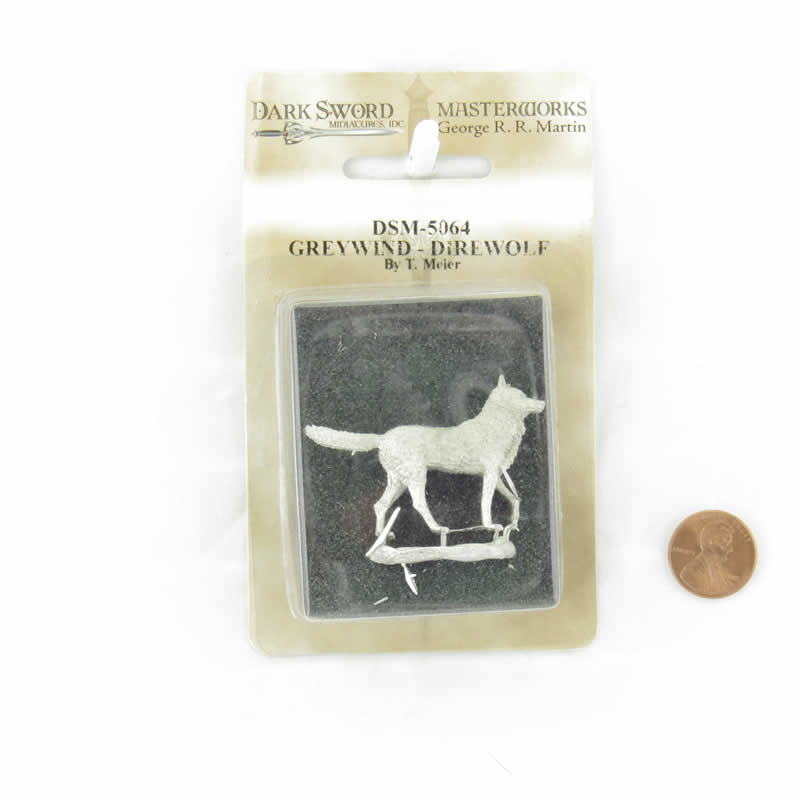 DARK SWORD
MINIATURES, INC.
MASTERWORKS
George R. R. Martin
DSM-5064
GREYWIND - DIREWOLF
By T. Meier